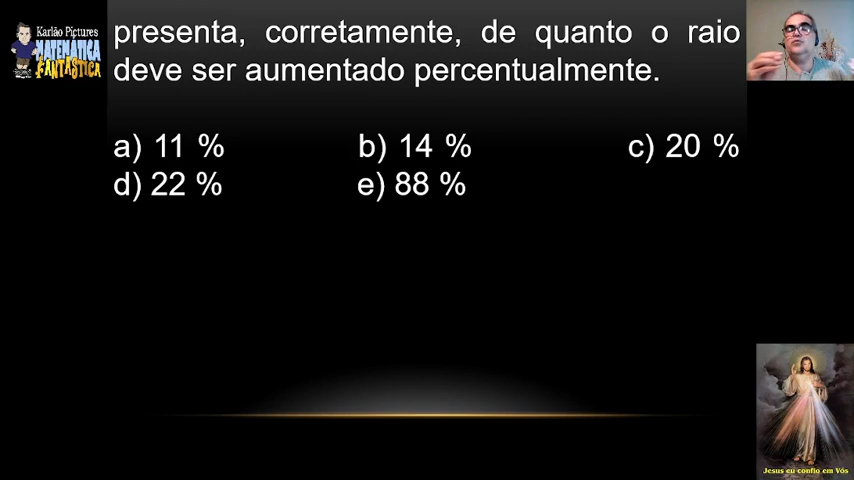 Karlão Pictures
MATEMÁTICA
FANTÁSTICA
presenta, corretamente, de quanto o raio
deve ser aumentado percentualmente.
a) 11 % b) 14 % c) 20 %
d) 22 % e) 88 %
Jesus eu confio em Vós